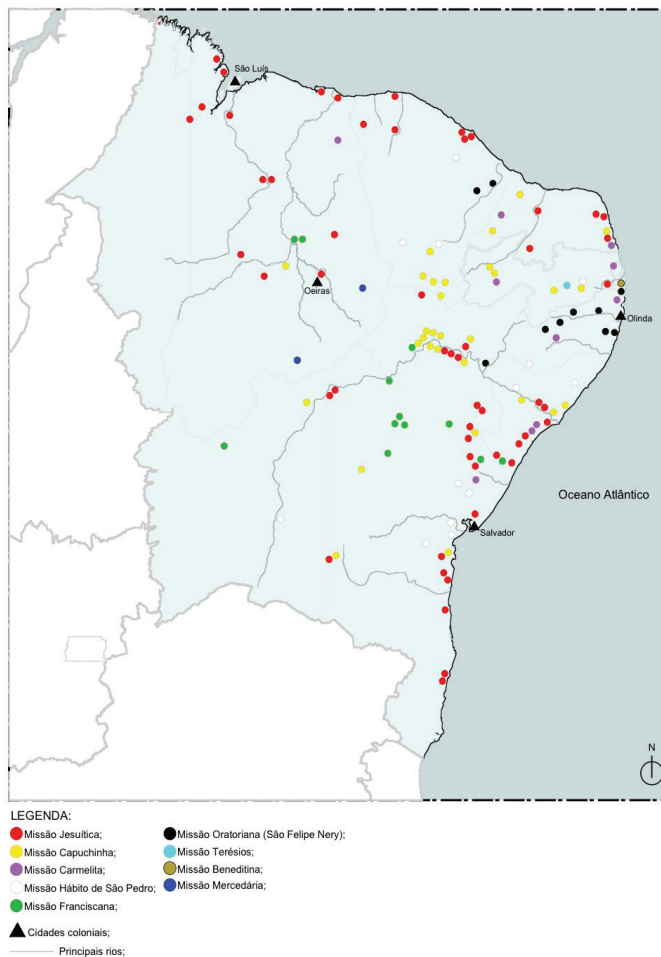 São Luís
Oeiras
Olinda
Oceano Atlântico
Salvador
N
LEGENDA:
Missão Jesuítica;
Missão Capuchinha;
Missão Carmelita;
Missão Hábito de São Pedro;
Missão Franciscana;
Cidades coloniais;
Principais rios;
Missão Oratoriana (São Felipe Nery);
Missão Terésios;
Missão Beneditina;
Missão Mercedária;